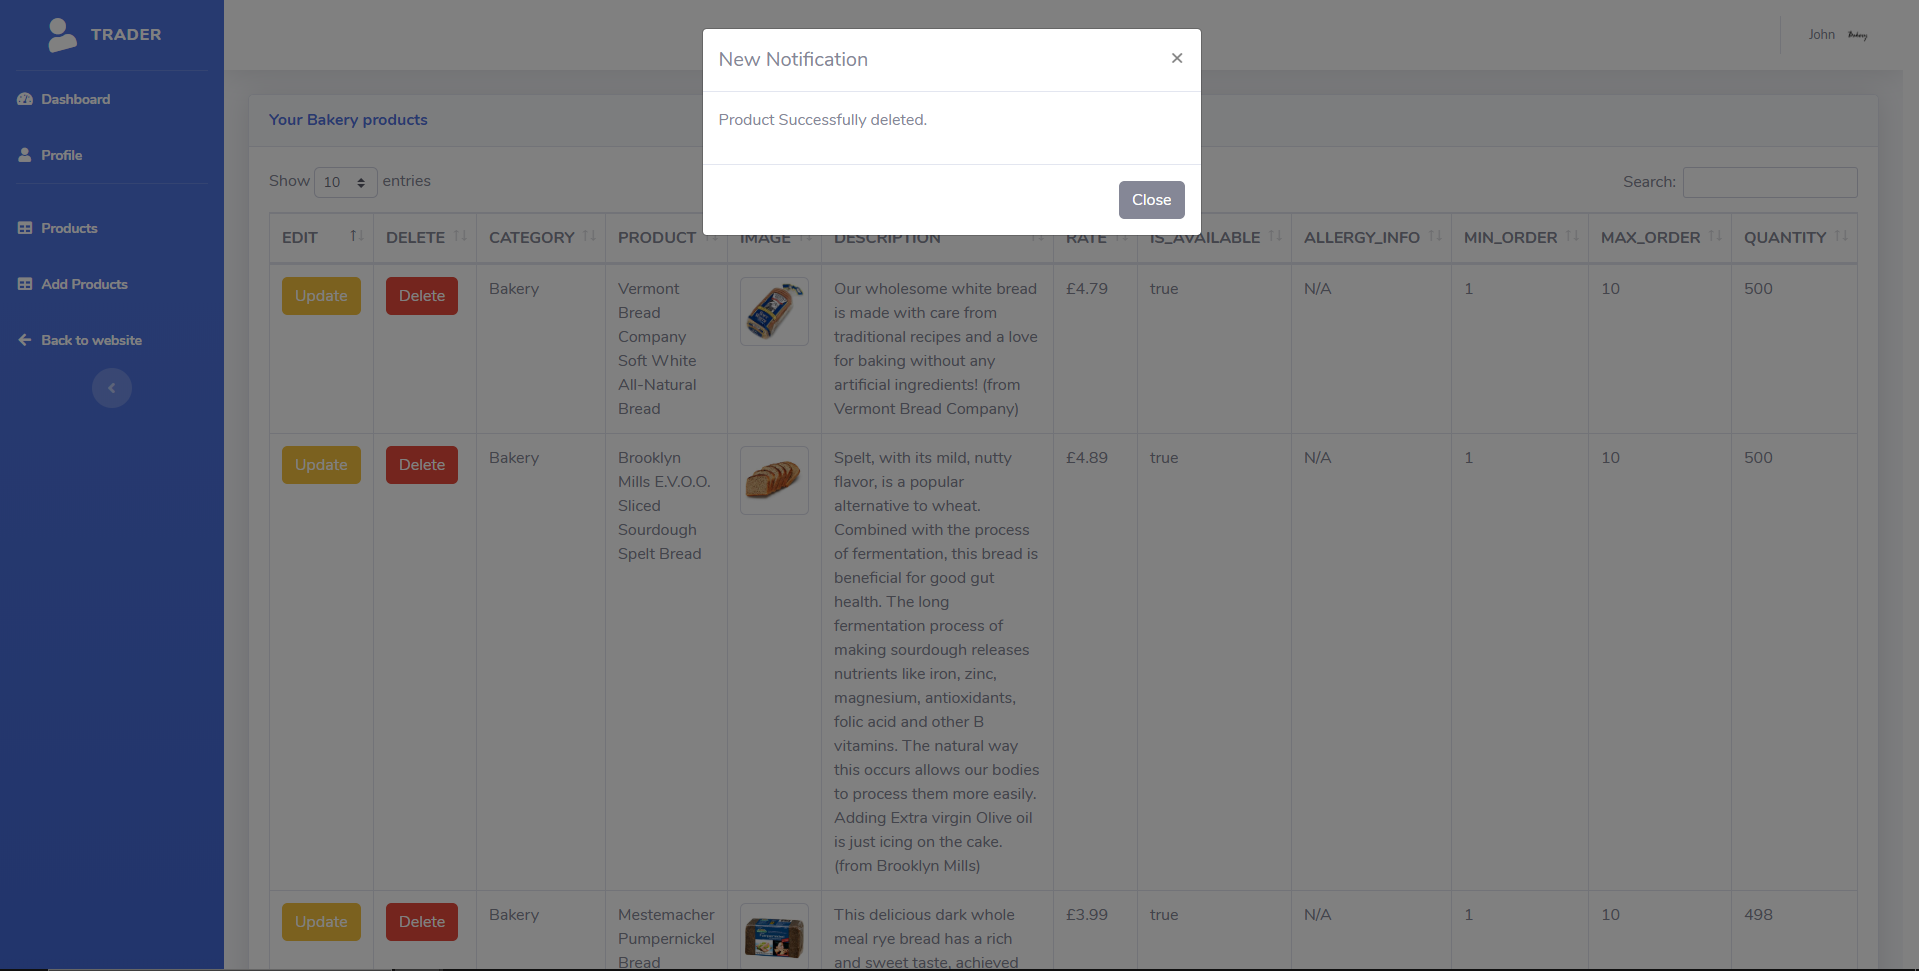 TRADER
Dashboard
Profile
Products
Add Products
Back to website
John
Bakery
New Notification ×
Product Successfully deleted.
Close
Your Bakery products
Show 10 entries
Search:
EDIT DELETE CATEGORY PRODUCT IMAGE DESCRIPTION RATE IS_AVAILABLE ALLERGY_INFO MIN_ORDER MAX_ORDER QUANTITY
Update Delete Bakery
Vermont
Bread
Company
Soft White
All-Natural
Bread
Our wholesome white bread
is made with care from
traditional recipes and a love
for baking without any
artificial ingredients! (from
Vermont Bread Company)
£4.79 true N/A 1 10 500
Update Delete Bakery
Brooklyn
Mills E.V.O.O.
Sliced
Sourdough
Spelt Bread
Spelt, with its mild, nutty
flavor, is a popular
alternative to wheat.
Combined with the process
of fermentation, this bread is
beneficial for good gut
health. The long
fermentation process of
making sourdough releases
nutrients like iron, zinc,
magnesium, antioxidants,
folic acid and other B
vitamins. The natural way
this occurs allows our bodies
to process them more easily.
Adding Extra virgin Olive oil
is just icing on the cake.
(from Brooklyn Mills)
£4.89 true N/A 1 10 500
Update Delete Bakery
Mestemacher
Pumpernickel
Bread
This delicious dark whole
meal rye bread has a rich
and sweet taste, achieved
£3.99 true N/A 1 10 498